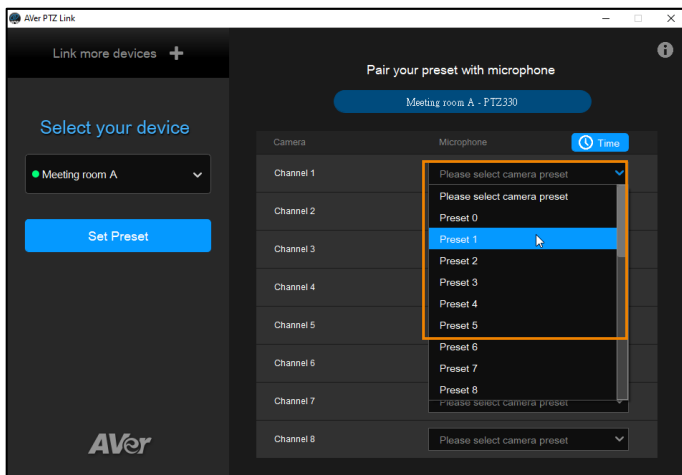 AVer PTZ Link
Link more devices +
Pair your preset with microphone
Meeting room A - PTZ330
Select your device
Meeting room A
Set Preset
Camera Microphone Time
Channel 1 Please select camera preset
Please select camera preset
Channel 2 Preset 0
Preset 1
Channel 3 Preset 2
Channel 4 Preset 3
Preset 4
Channel 5 Preset 5
Preset 6
Channel 6 Preset 7
Preset 8
Channel 7 Please select camera preset
Channel 8 Please select camera preset
AVer